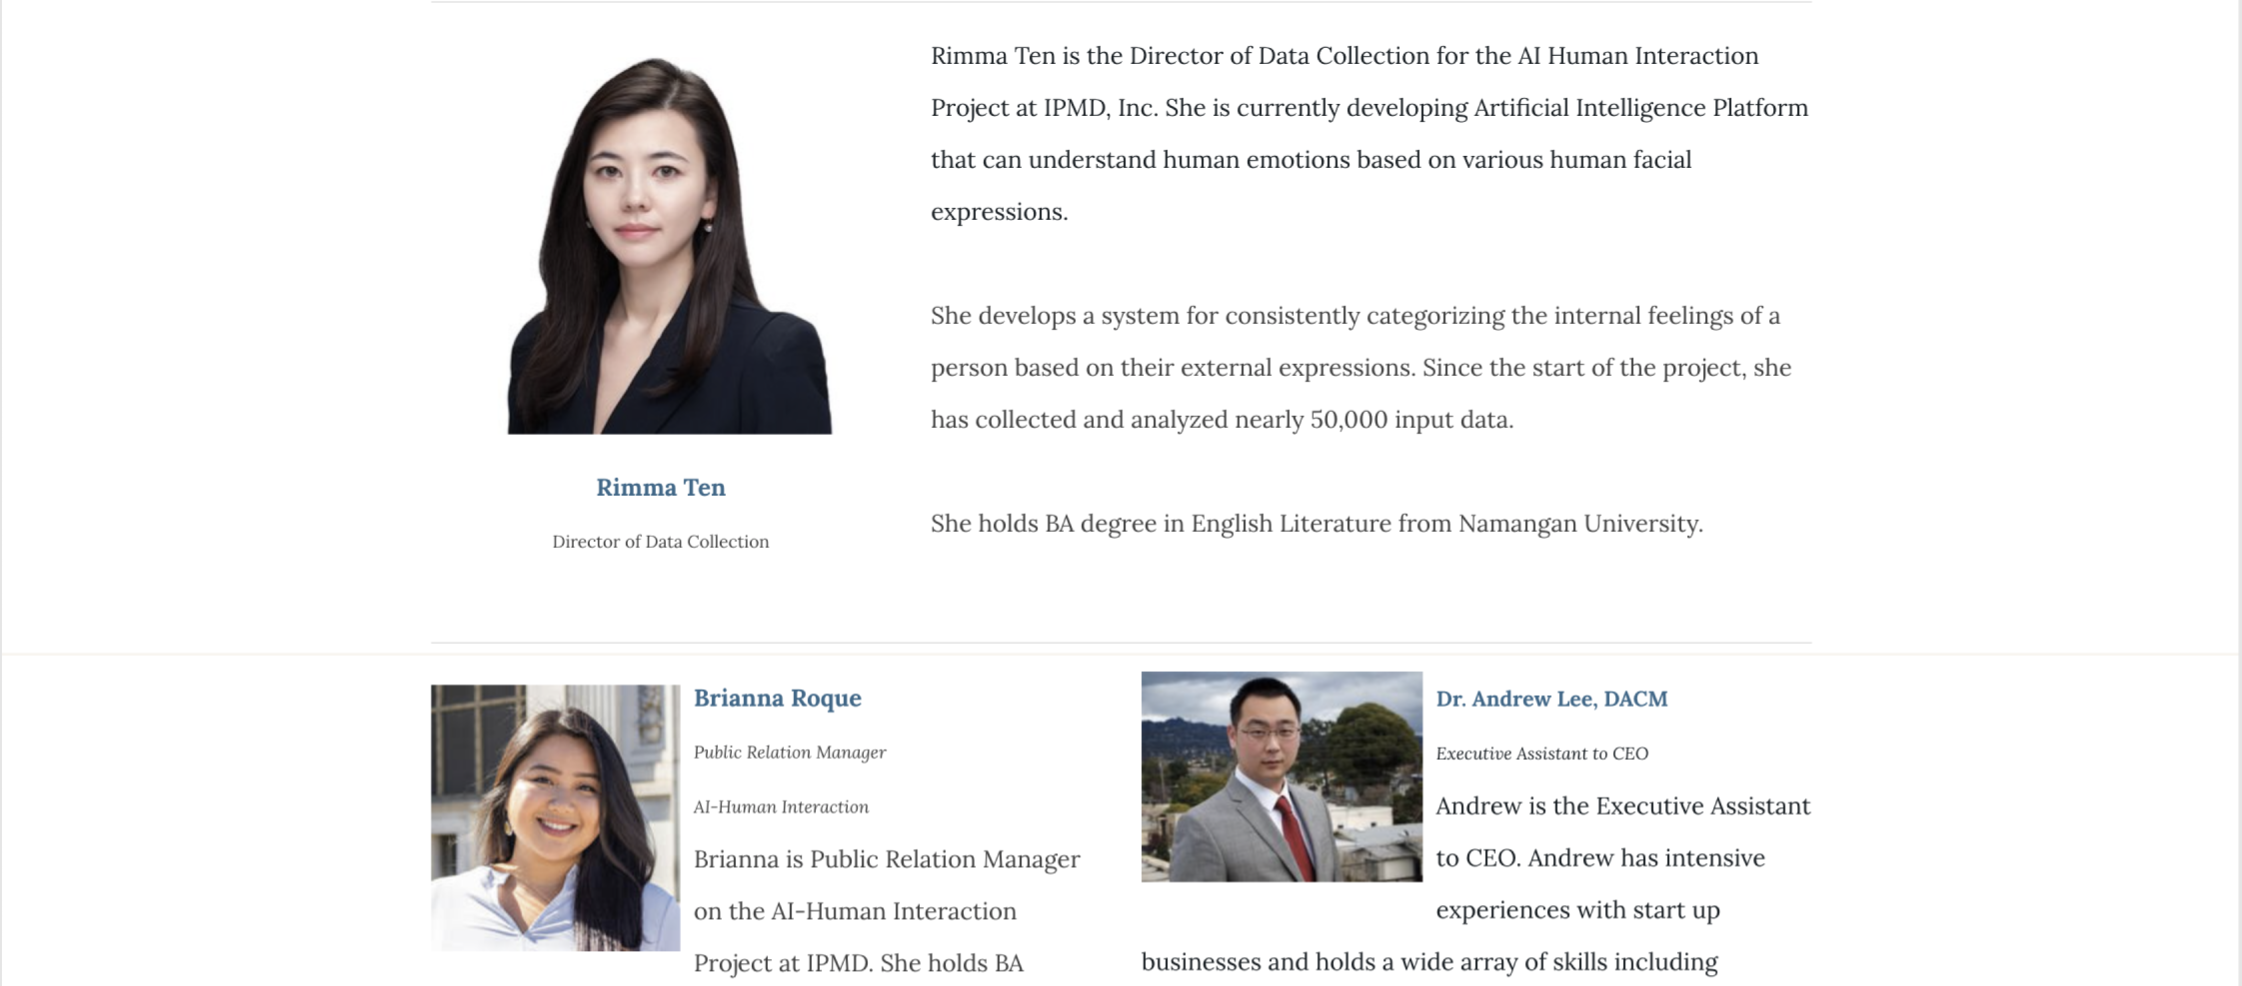 Rimma Ten is the Director of Data Collection for the AI Human Interaction
Project at IPMD, Inc. She is currently developing Artificial Intelligence Platform
that can understand human emotions based on various human facial
expressions.
She develops a system for consistently categorizing the internal feelings of a
person based on their external expressions. Since the start of the project, she
has collected and analyzed nearly 50,000 input data.
She holds BA degree in English Literature from Namangan University.
Rimma Ten
Director of Data Collection
Brianna Roque
Public Relation Manager
AI-Human Interaction
Brianna is Public Relation Manager
on the AI-Human Interaction
Project at IPMD. She holds BA
Dr. Andrew Lee, DACM
Executive Assistant to CEO
Andrew is the Executive Assistant
to CEO. Andrew has intensive
experiences with start up
businesses and holds a wide array of skills including